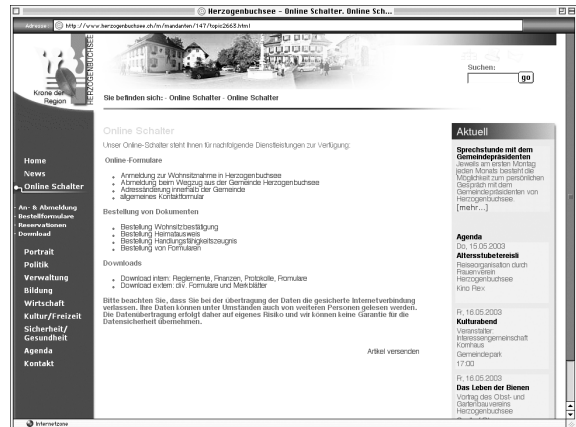 Herzogenbuchsee - Online Schalter. Online Sch...
Adresse http://www.herzogenbuchsee.ch/m/mandanten/147/topic2663.html
Krone der
Region
HERZOGENBUCHSEE
Suchen:
go
Sie befinden sich: - Online Schalter - Online Schalter
Home
News
Online Schalter
An- & Abmeldung
Bestellformulare
Reservationen
Download
Portrait
Politik
Verwaltung
Bildung
Wirtschaft
Kultur/Freizeit
Sicherheit/
Gesundheit
Agenda
Kontakt
Online Schalter
Unser Online-Schalter steht Ihnen für nachfolgende Dienstleistungen zur Verfügung:
Online-Formulare
Anmeldung zur Wohnsitznahme in Herzogenbuchsee
Abmeldung beim Wegzug aus der Gemeinde Herzogenbuchsee
Adressänderung innerhalb der Gemeinde
allgemeines Kontaktformular
Bestellung von Dokumenten
Bestellung Wohnsitzbestätigung
Bestellung Heimatausweis
Bestellung Handlungsfähigkeitszeugnis
Bestellung von Formularen
Downloads
Download intern: Reglemente, Finanzen, Protokolle, Fromulare
Download extern: div. Formulare und Merkblätter
Bitte beachten Sie, dass Sie bei der übertragung der Daten die gesicherte Internetverbindung
verlassen. Ihre Daten können unter Umständen auch von weiteren Personen gelesen werden.
Die Datenübertragung erfolgt daher auf eigenes Risiko und wir können keine Garantie für die
Datensicherheit übernehmen.
Artikel versenden
Aktuell
Sprechstunde mit dem
Gemeindepräsidenten
Jeweils am ersten Montag
jeden Monats besteht die
Möglichkeit zum persönlichen
Gespräch mit dem
Gemeindepräsidenten von
Herzogenbuchsee.
[mehr...]
Agenda
Do, 15.05.2003
Altersstubetereisli
Reiseorganisation durch
Frauenverein
Herzogenbuchsee
Kino Rex
Fr, 16.05.2003
Kulturabend
Veranstalter:
Interessengemeinschaft
Kornhaus
Gemeindepark
17:00
Fr, 16.05.2003
Das Leben der Bienen
Vortrag des Obst- und
Gartenbauvereins
Herzogenbuchsee
Internetzone